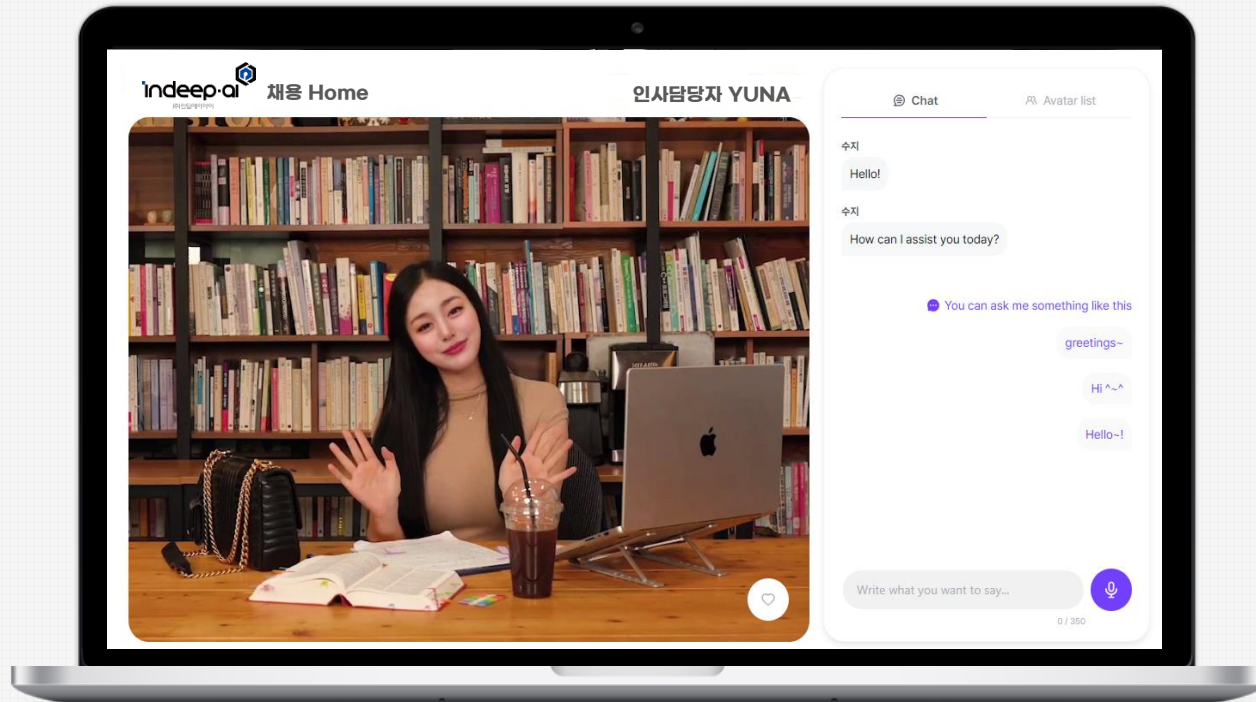 indeep·ai
채용 Home
인사담당자 YUNA
Chat
Avatar list
수지
Hello!
수지
How can I assist you today?
You can ask me something like this
greetings~
Hi ^~^
Hello~!
Write what you want to say...
0 / 350